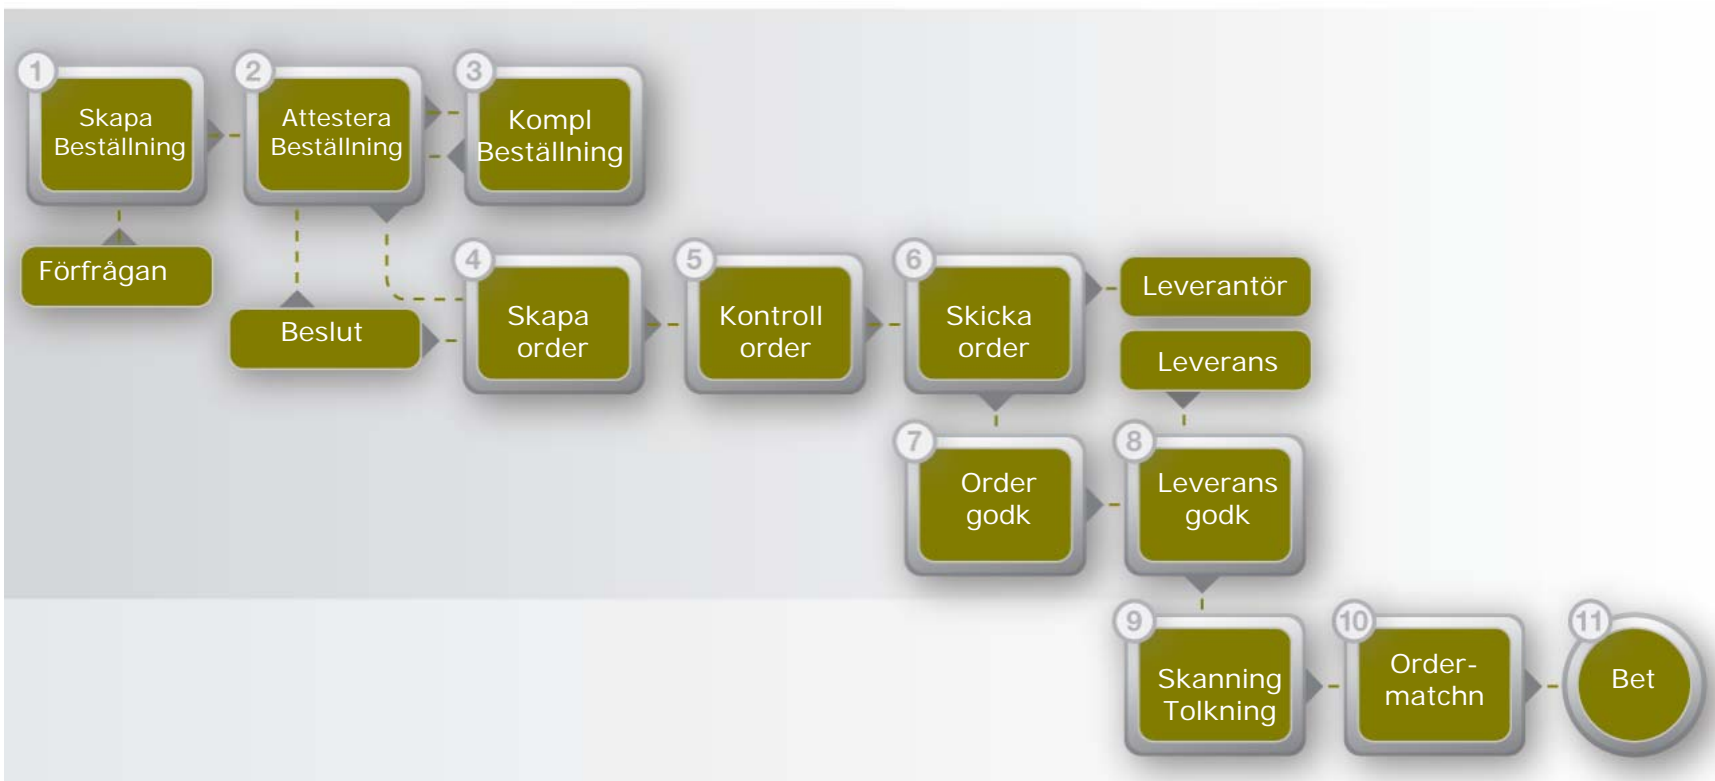 1
Skapa
Beställning
2
Attestera
Beställning
3
Kompl
Beställning
Förfrågan
Beslut
4
Skapa
order
5
Kontroll
order
6
Skicka
order
Leverantör
Leverans
7
Order
godk
8
Leverans
godk
9
Skanning
Tolkning
10
Order-
matchn
11
Bet